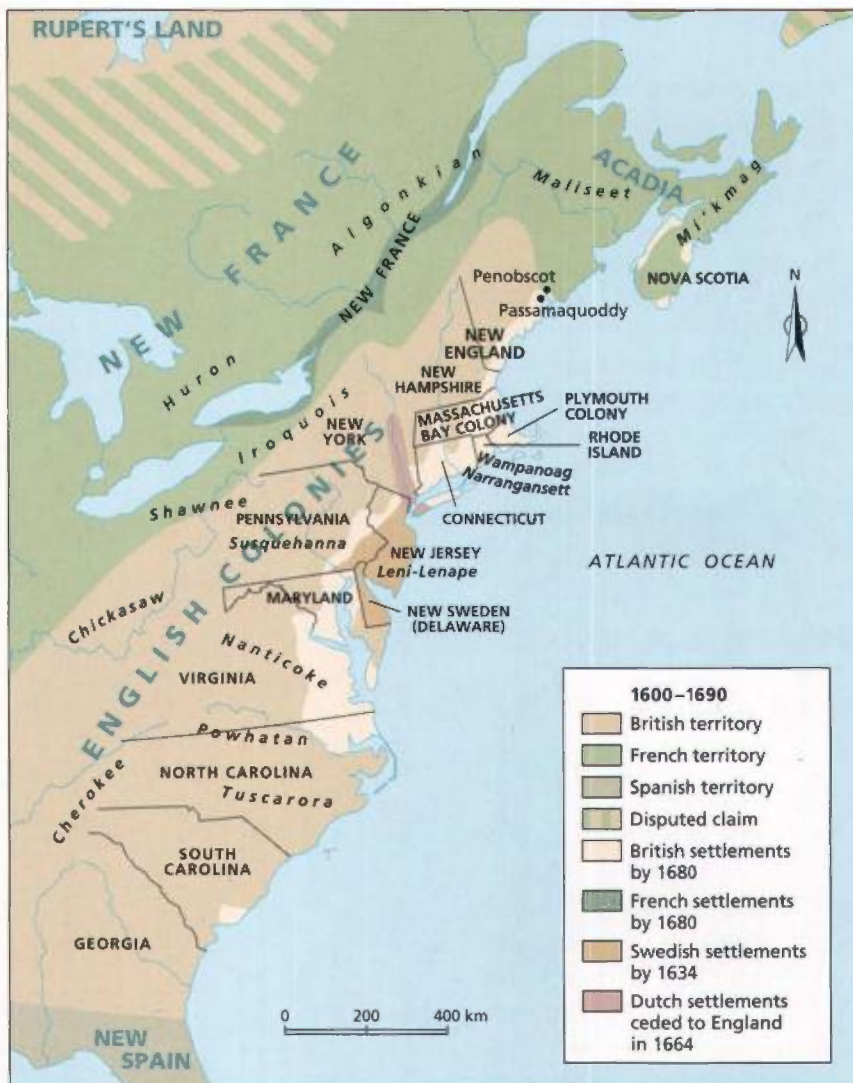 RUPERT'S LAND
NEW FRANCE
Algonkian
NEW FRANCE
Maliseet
ACADIA
Mi'kmag
NOVA SCOTIA
Penobscot
Passamaquoddy
N
Huron
Iroquois
NEW
ENGLAND
NEW
HAMPSHIRE
MASSACHUSETTS
BAY COLONY
PLYMOUTH
COLONY
RHODE
ISLAND
Wampanoag
Narrangansett
CONNECTICUT
NEW
YORK
Shawnee
PENNSYLVANIA
Susquehanna
ENGLISH COLONIES
NEW JERSEY
Leni-Lenape
ATLANTIC OCEAN
MARYLAND
NEW SWEDEN
(DELAWARE)
Chickasaw
Nanticoke
VIRGINIA
Powhatan
Cherokee
NORTH CAROLINA
Tuscarora
SOUTH
CAROLINA
GEORGIA
NEW
SPAIN
0 200 400 km
1600–1690
British territory
French territory
Spanish territory
Disputed claim
British settlements
by 1680
French settlements
by 1680
Swedish settlements
by 1634
Dutch settlements
ceded to England
in 1664